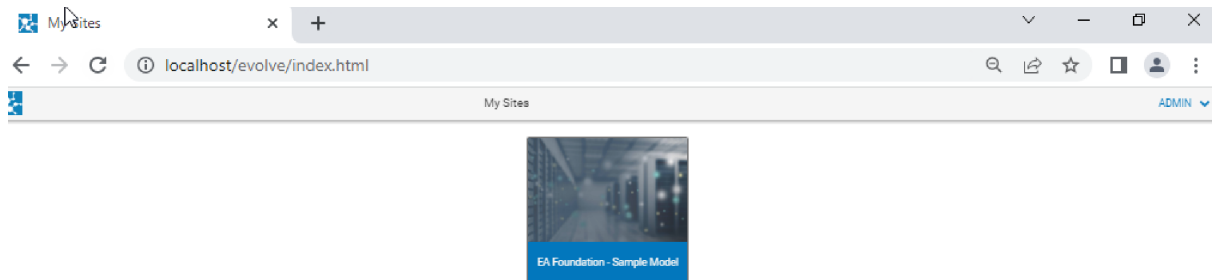 My Sites
localhost/evolve/index.html
My Sites
ADMIN
EA Foundation - Sample Model